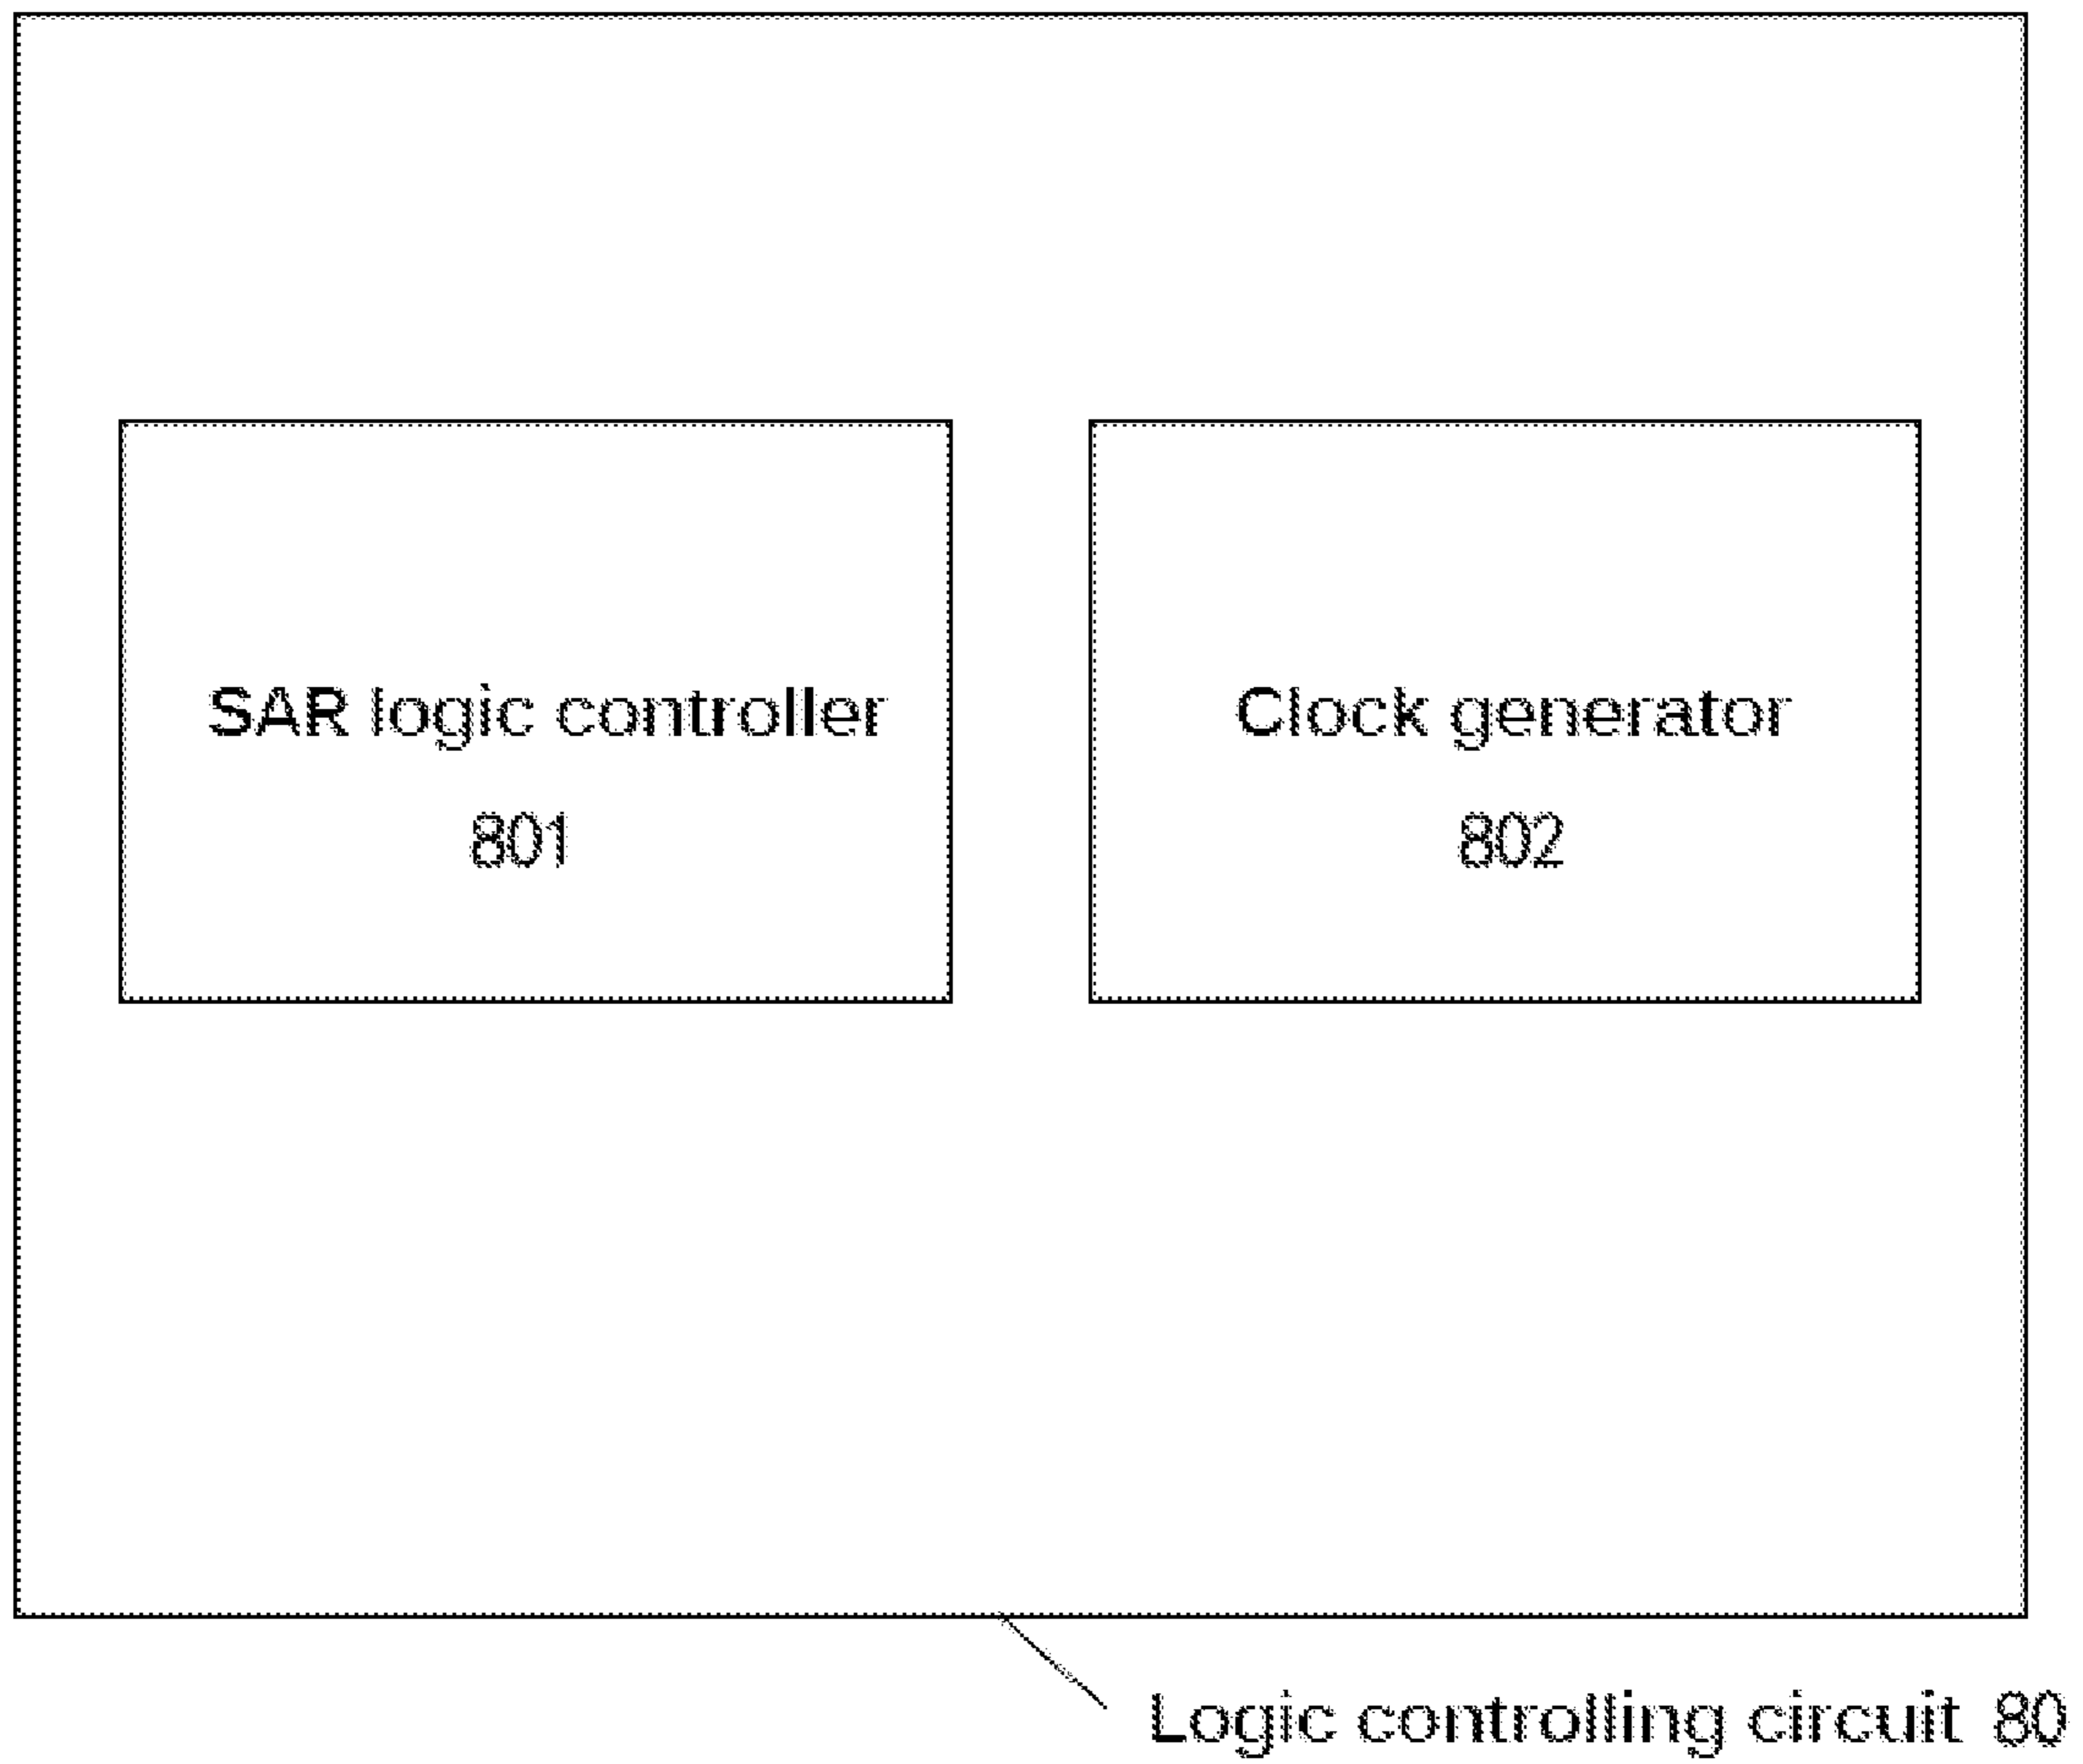 SAR logic controller
801
Clock generator
802
Logic controlling circuit 80